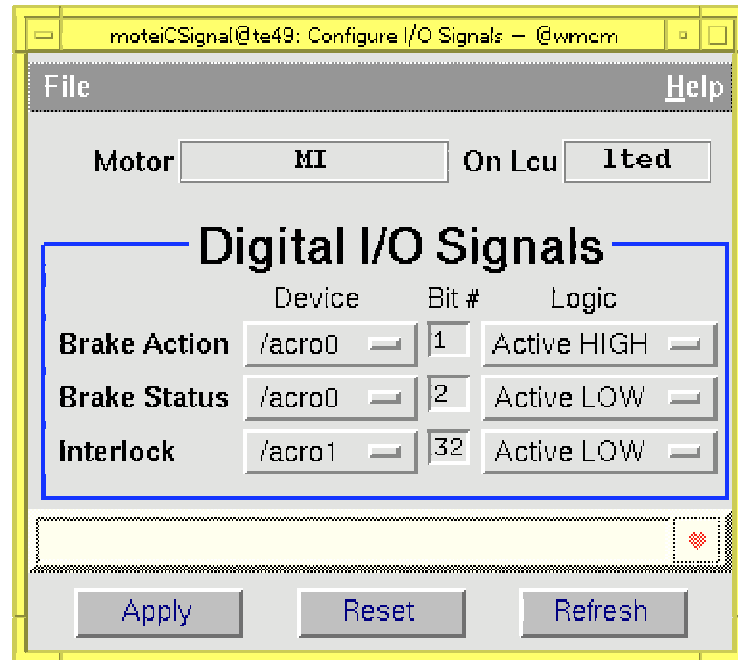 moteiCSignal@te49: Configure I/O Signals – @wmcm
File Help
Motor MI On Lcu lted
Digital I/O Signals
Device Bit # Logic
Brake Action /acro0 1 Active HIGH
Brake Status /acro0 2 Active LOW
Interlock /acro1 32 Active LOW
Apply Reset Refresh